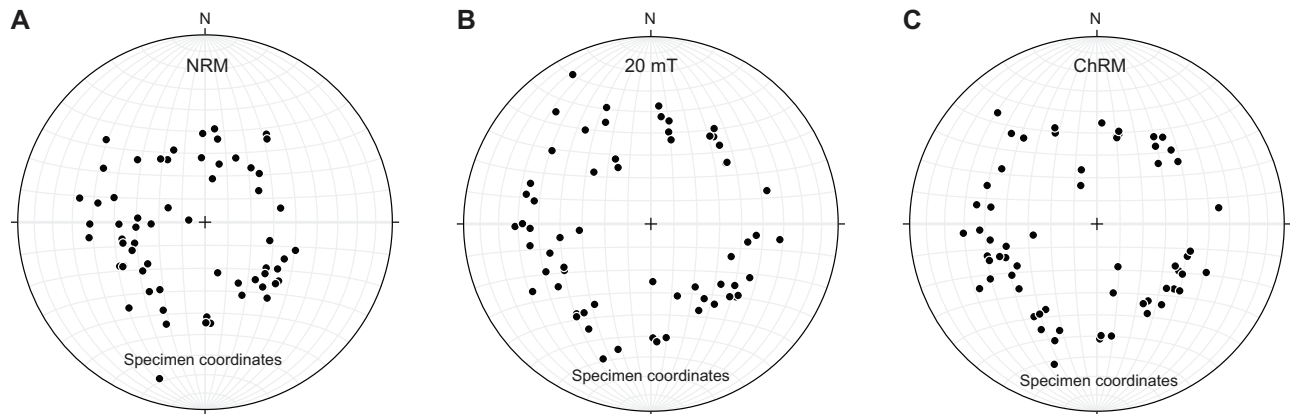 A
N
NRM
Specimen coordinates
B
N
20 mT
Specimen coordinates
C
N
ChRM
Specimen coordinates